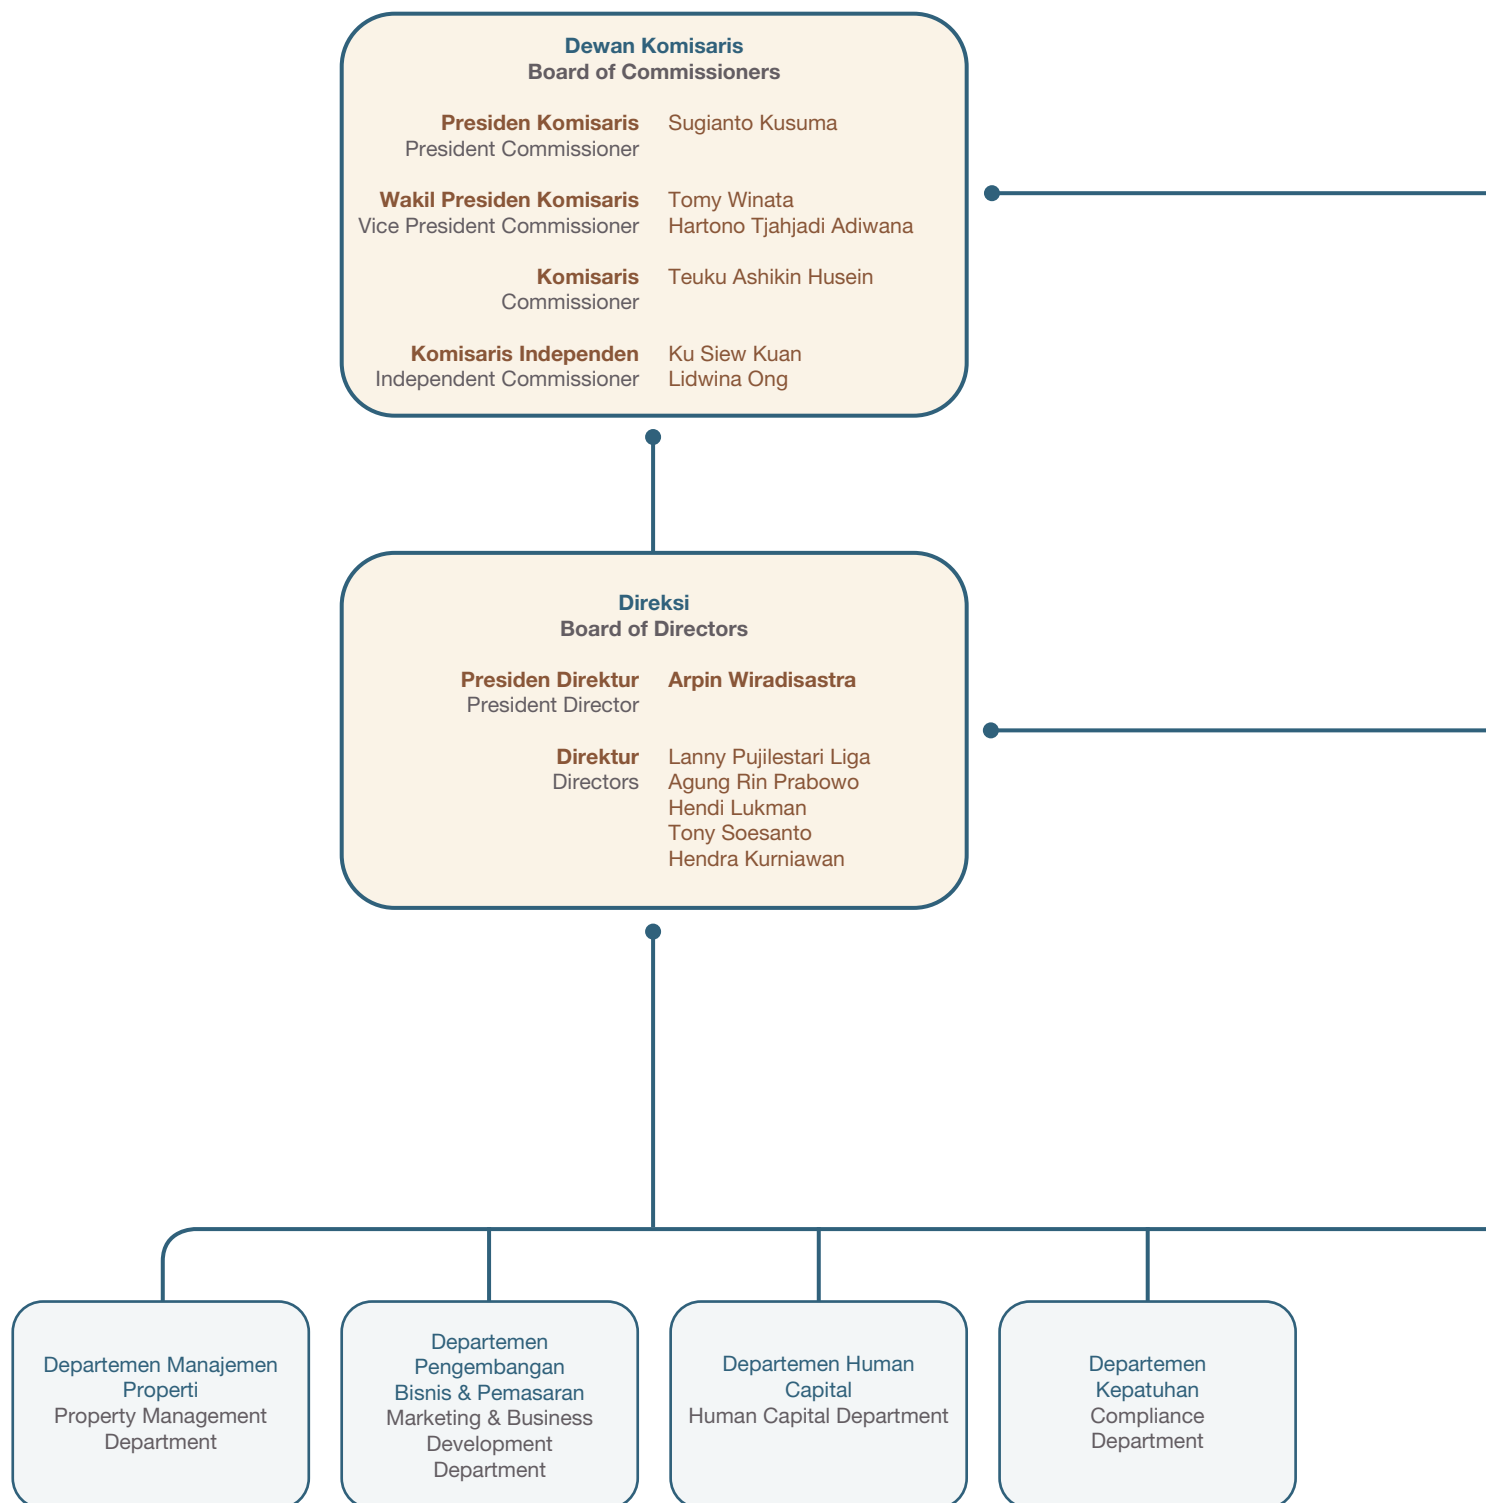 Dewan Komisaris
Board of Commissioners
Presiden Komisaris Sugianto Kusuma
President Commissioner
Wakil Presiden Komisaris Tomy Winata
Vice President Commissioner Hartono Tjahjadi Adiwana
Komisaris Teuku Ashikin Husein
Commissioner
Komisaris Independen Ku Siew Kuan
Independent Commissioner Lidwina Ong
Direksi
Board of Directors
Presiden Direktur Arpin Wiradisastra
President Director
Direktur Lanny Pujilestari Liga
Directors Agung Rin Prabowo
Hendi Lukman
Tony Soesanto
Hendra Kurniawan
Departemen Manajemen
Properti
Property Management
Department
Departemen
Pengembangan
Bisnis & Pemasaran
Marketing & Business
Development
Department
Departemen Human
Capital
Human Capital Department
Departemen
Kepatuhan
Compliance
Department